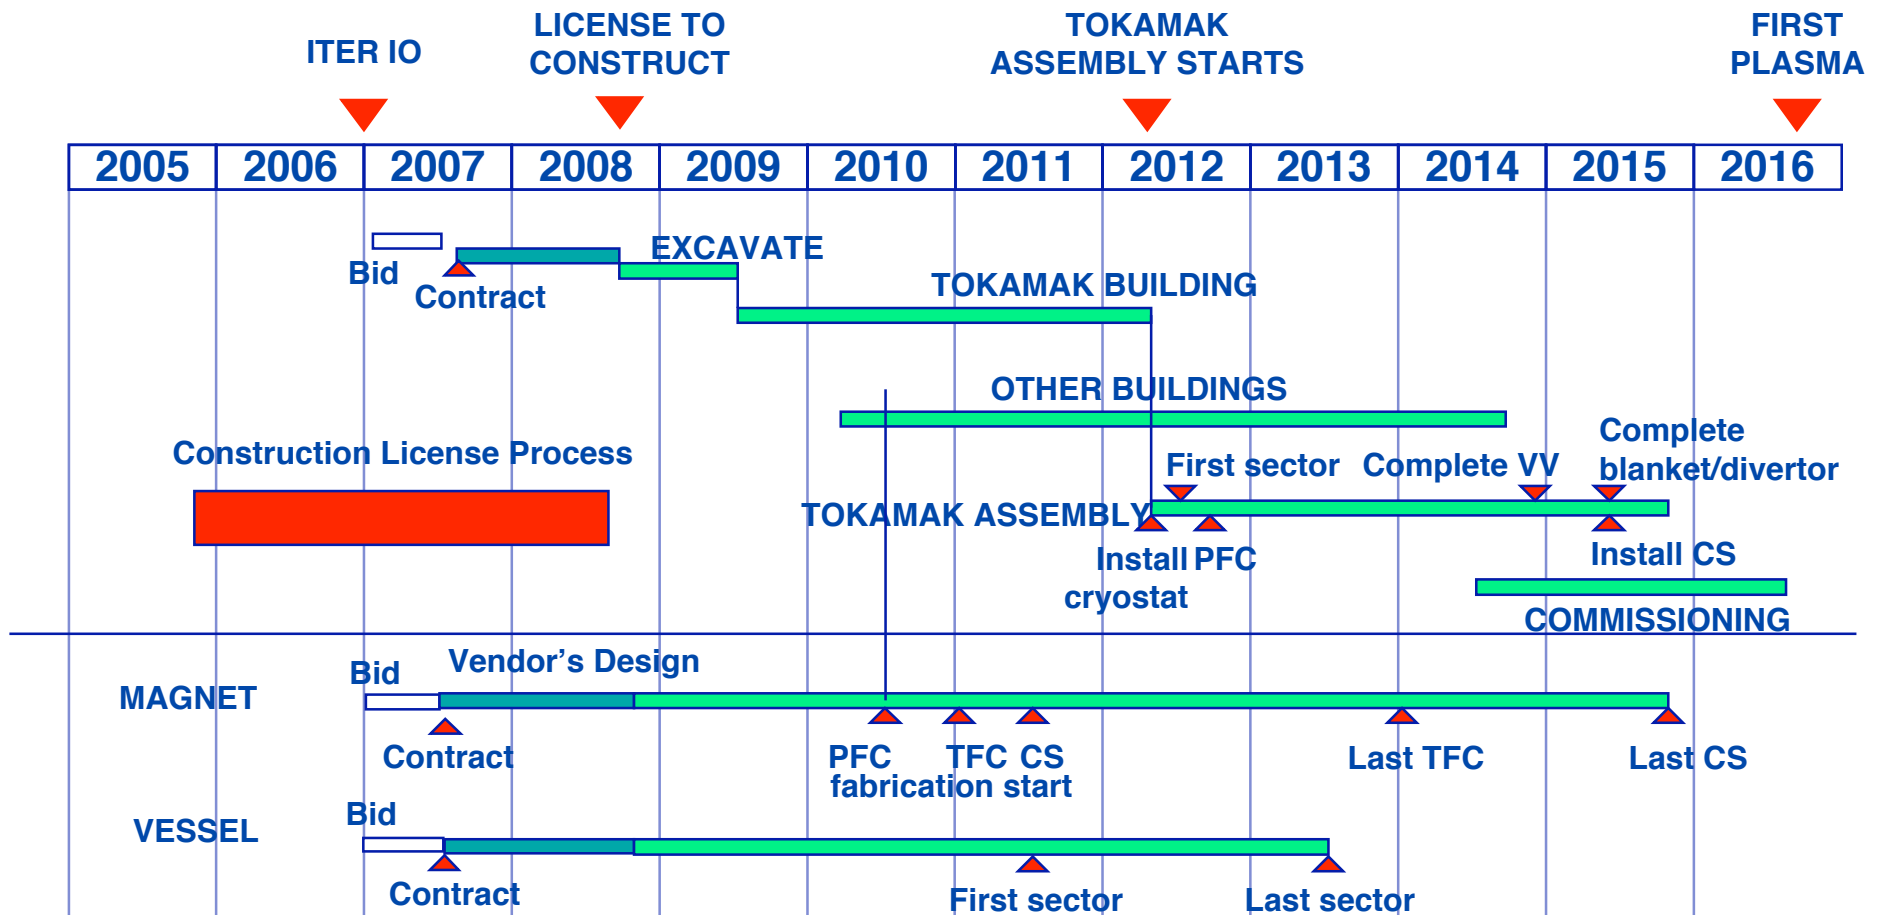 ITER IO
LICENSE TO
CONSTRUCT
TOKAMAK
ASSEMBLY STARTS
FIRST
PLASMA
2005 2006 2007 2008 2009 2010 2011 2012 2013 2014 2015 2016
Bid
EXCAVATE
Contract
TOKAMAK BUILDING
OTHER BUILDINGS
Construction License Process
First sector
Complete VV
Complete
blanket/divertor
TOKAMAK ASSEMBLY
Install
cryostat
PFC
Install CS
COMMISSIONING
MAGNET
Bid
Vendor's Design
Contract
PFC TFC CS
fabrication start
Last TFC
Last CS
VESSEL
Bid
Contract
First sector
Last sector